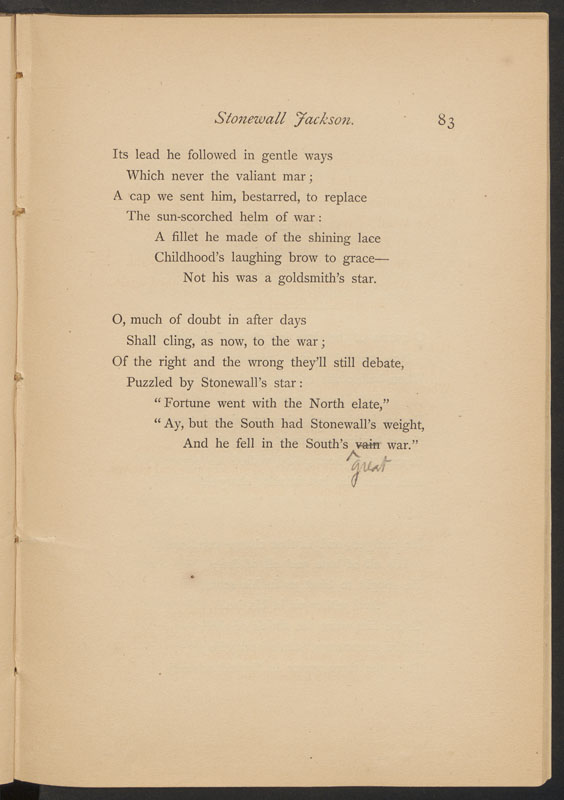 Stonewall Jackson. 83
Its lead he followed in gentle ways
Which never the valiant mar;
A cap we sent him, bestarred, to replace
The sun-scorched helm of war:
A fillet he made of the shining lace
Childhood's laughing brow to grace—
Not his was a goldsmith's star.
O, much of doubt in after days
Shall cling, as now, to the war;
Of the right and the wrong they'll still debate,
Puzzled by Stonewall's star:
"Fortune went with the North elate,"
"Ay, but the South had Stonewall's weight,
And he fell in the South's vain war."
great